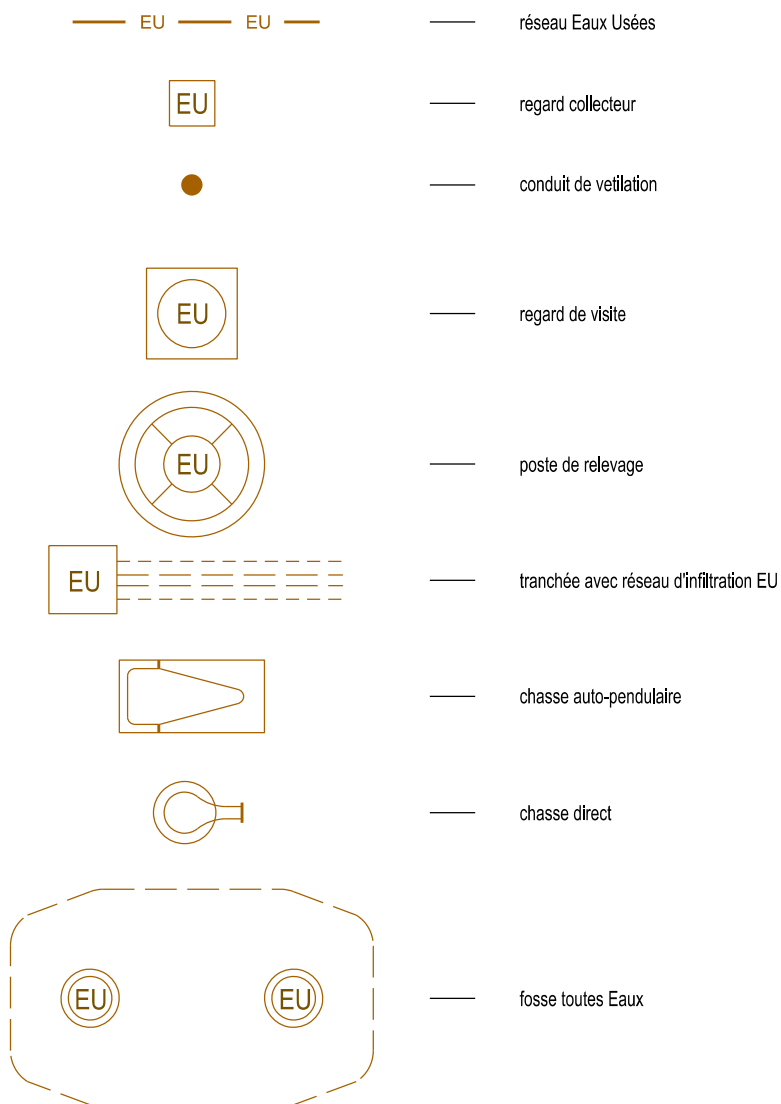 EU EU réseau Eaux Usées
EU regard collecteur
conduit de vetilation
EU regard de visite
EU poste de relevage
EU tranchée avec réseau d'infiltration EU
chasse auto-pendulaire
chasse direct
EU EU fosse toutes Eaux